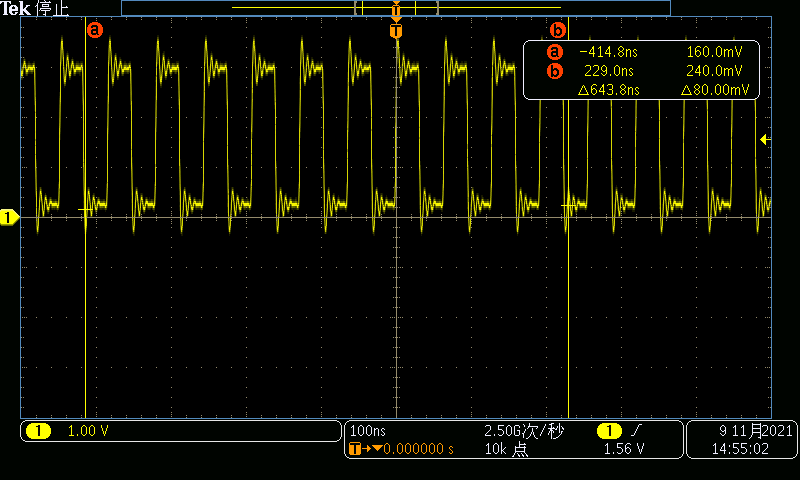 Tek 停止
T
a
T
b
a -414.8ns 160.0mV
b 229.0ns 240.0mV
△643.8ns △80.00mV
1
1 1.00 V
100ns 2.50G次/秒 1
T→▼0.000000 s 10k 点 1.56 V
9 11月2021
14:55:02